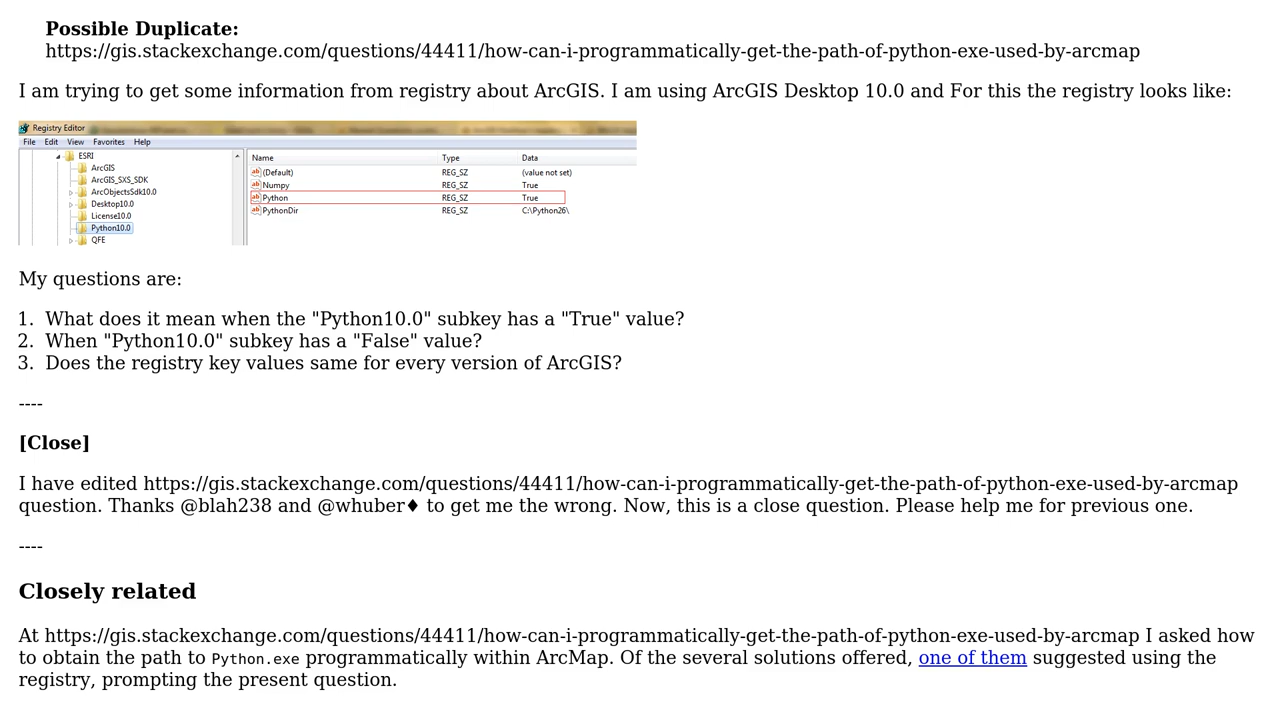 Possible Duplicate:
https://gis.stackexchange.com/questions/44411/how-can-i-programmatically-get-the-path-of-python-exe-used-by-arcmap
I am trying to get some information from registry about ArcGIS. I am using ArcGIS Desktop 10.0 and For this the registry looks like:
Registry Editor
File Edit View Favorites Help
ESRI
ArcGIS
ArcGIS_SXS_SDK
ArcObjectsSdk10.0
Desktop10.0
License10.0
Python10.0
QFE
Name Type Data
(Default) REG_SZ (value not set)
Numpy REG_SZ True
Python REG_SZ True
PythonDir REG_SZ C:\Python26\
My questions are:
1. What does it mean when the "Python10.0" subkey has a "True" value?
2. When "Python10.0" subkey has a "False" value?
3. Does the registry key values same for every version of ArcGIS?
----
[Close]
I have edited https://gis.stackexchange.com/questions/44411/how-can-i-programmatically-get-the-path-of-python-exe-used-by-arcmap
question. Thanks @blah238 and @whuber♦ to get me the wrong. Now, this is a close question. Please help me for previous one.
----
Closely related
At https://gis.stackexchange.com/questions/44411/how-can-i-programmatically-get-the-path-of-python-exe-used-by-arcmap I asked how
to obtain the path to Python.exe programmatically within ArcMap. Of the several solutions offered, one of them suggested using the
registry, prompting the present question.